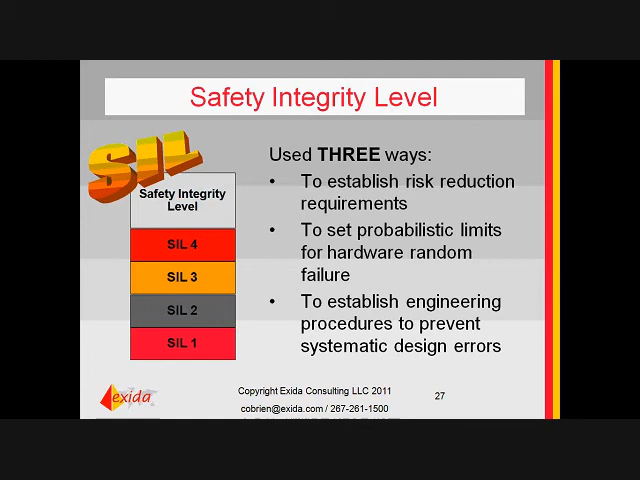 Safety Integrity Level
SIL
Safety Integrity
Level
SIL 4
SIL 3
SIL 2
SIL 1
Used THREE ways:
• To establish risk reduction
requirements
• To set probabilistic limits
for hardware random
failure
• To establish engineering
procedures to prevent
systematic design errors
exida
Copyright Exida Consulting LLC 2011
cobrien@exida.com / 267-261-1500
27